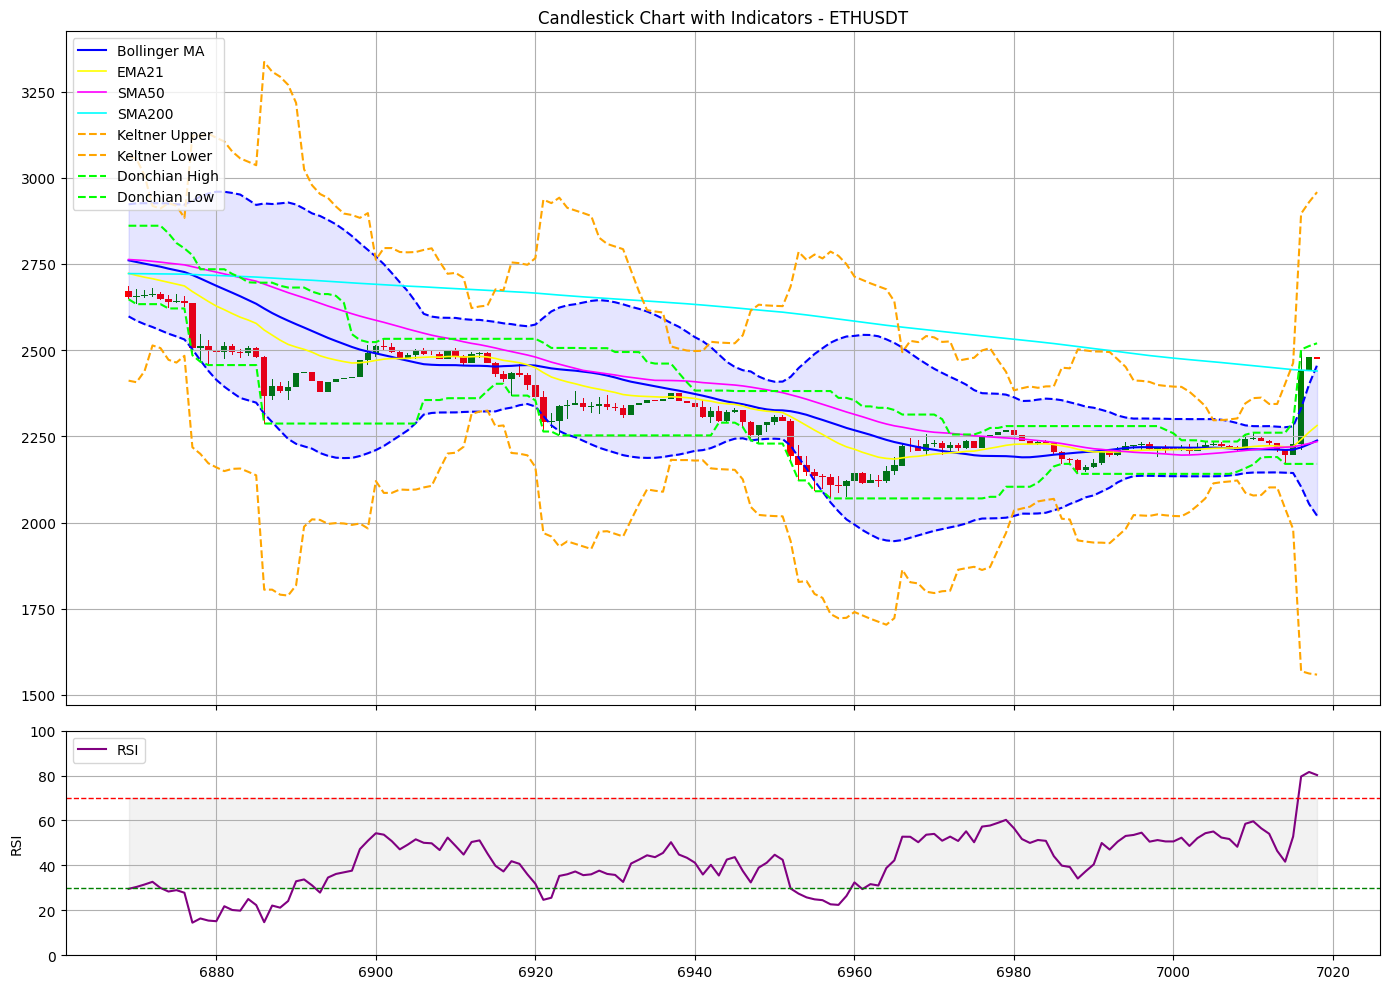 Candlestick Chart with Indicators - ETHUSDT
Bollinger MA
EMA21
SMA50
SMA200
Keltner Upper
Keltner Lower
Donchian High
Donchian Low
3250
3000
2750
2500
2250
2000
1750
1500
RSI
RSI
100
80
60
40
20
0
6880 6900 6920 6940 6960 6980 7000 7020